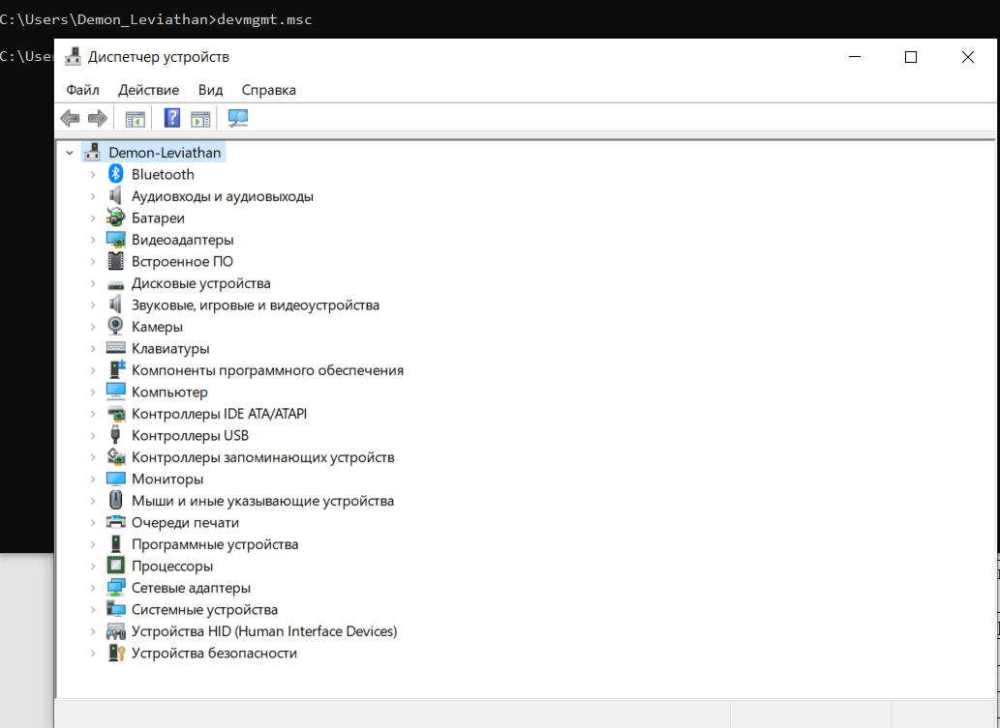 C:\Users\Demon_Leviathan>devmgmt.msc
C:\Use
Диспетчер устройств
Файл Действие Вид Справка
Demon-Leviathan
Bluetooth
Аудиовходы и аудиовыходы
Батареи
Видеоадаптеры
Встроенное ПО
Дисковые устройства
Звуковые, игровые и видеоустройства
Камеры
Клавиатуры
Компоненты программного обеспечения
Компьютер
Контроллеры IDE ATA/ATAPI
Контроллеры USB
Контроллеры запоминающих устройств
Мониторы
Мыши и иные указывающие устройства
Очереди печати
Программные устройства
Процессоры
Сетевые адаптеры
Системные устройства
Устройства HID (Human Interface Devices)
Устройства безопасности